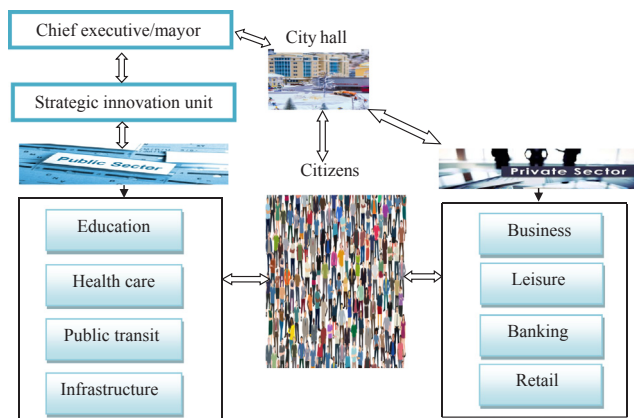 Chief executive/mayor
City hall
Strategic innovation unit
Public Sector
Citizens
Private Sector
Education
Health care
Public transit
Infrastructure
Business
Leisure
Banking
Retail